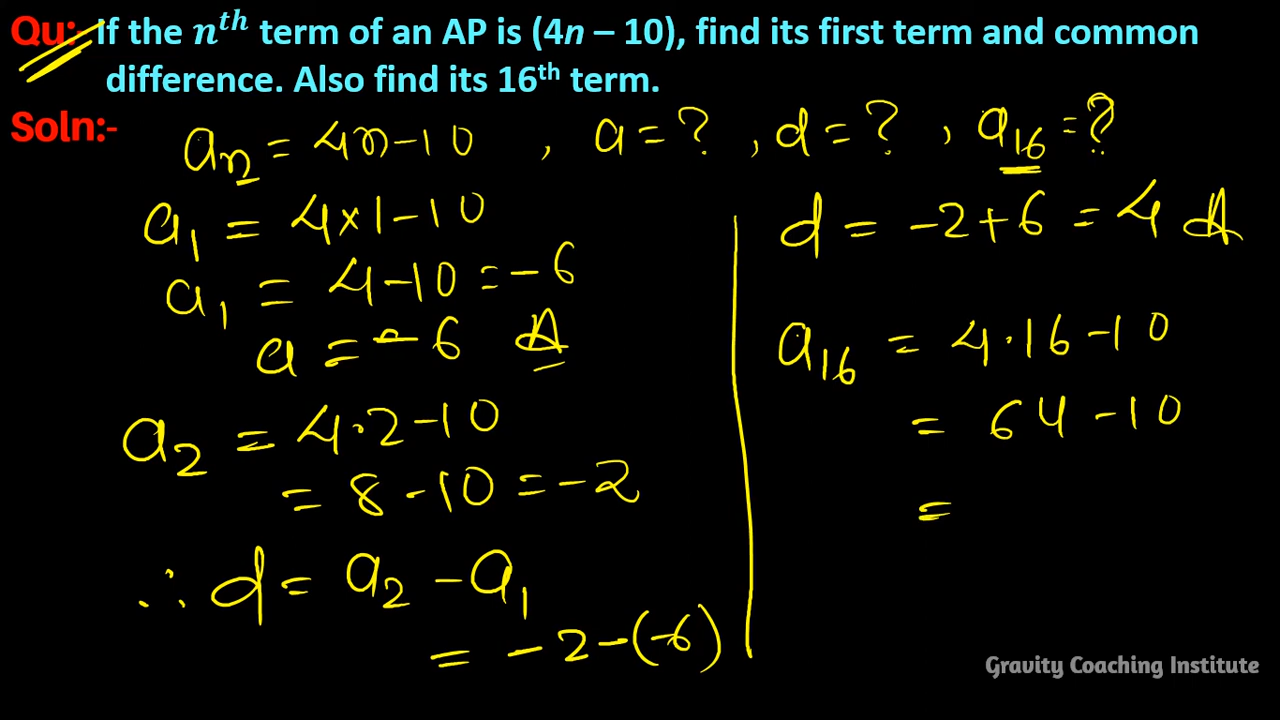 Qu:- If the nᵗʰ term of an AP is (4n – 10), find its first term and common
difference. Also find its 16ᵗʰ term.
Soln:-
aₙ = 4n-10 , a = ? , d = ? , a₁₆ = ?
a₁ = 4×1-10
a₁ = 4-10 = -6
a = -6 A
a₂ = 4·2-10
= 8-10 = -2
∴ d = a₂ - a₁
= -2-(-6)
d = -2+6 = 4 A
a₁₆ = 4·16-10
= 64-10
=
Gravity Coaching Institute